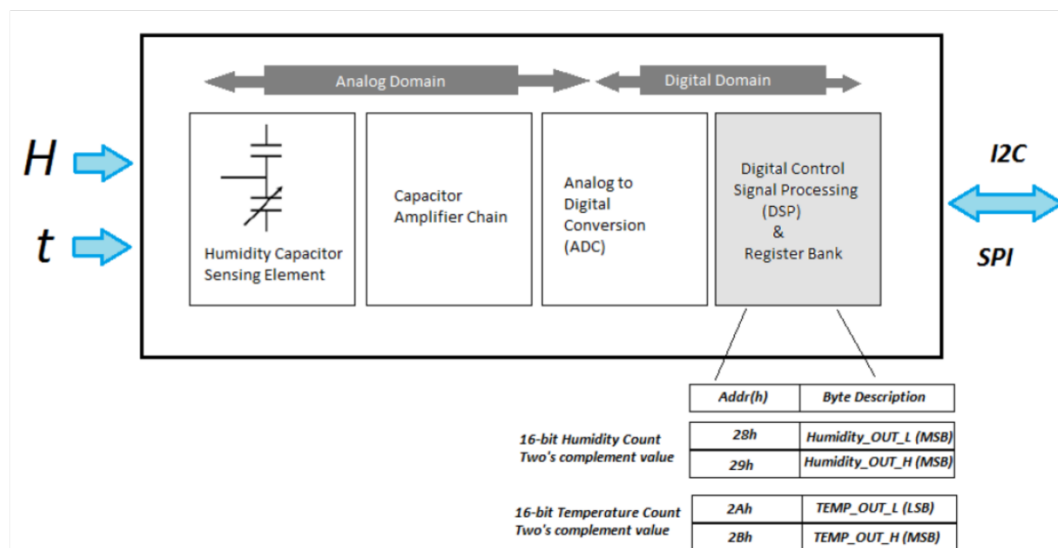 Analog Domain
Digital Domain
H
t
Humidity Capacitor
Sensing Element
Capacitor
Amplifier Chain
Analog to
Digital
Conversion
(ADC)
Digital Control
Signal Processing
(DSP)
&
Register Bank
I2C
SPI
Addr(h) Byte Description
16-bit Humidity Count
Two's complement value
28h Humidity_OUT_L (MSB)
29h Humidity_OUT_H (MSB)
16-bit Temperature Count
Two's complement value
2Ah TEMP_OUT_L (LSB)
2Bh TEMP_OUT_H (MSB)